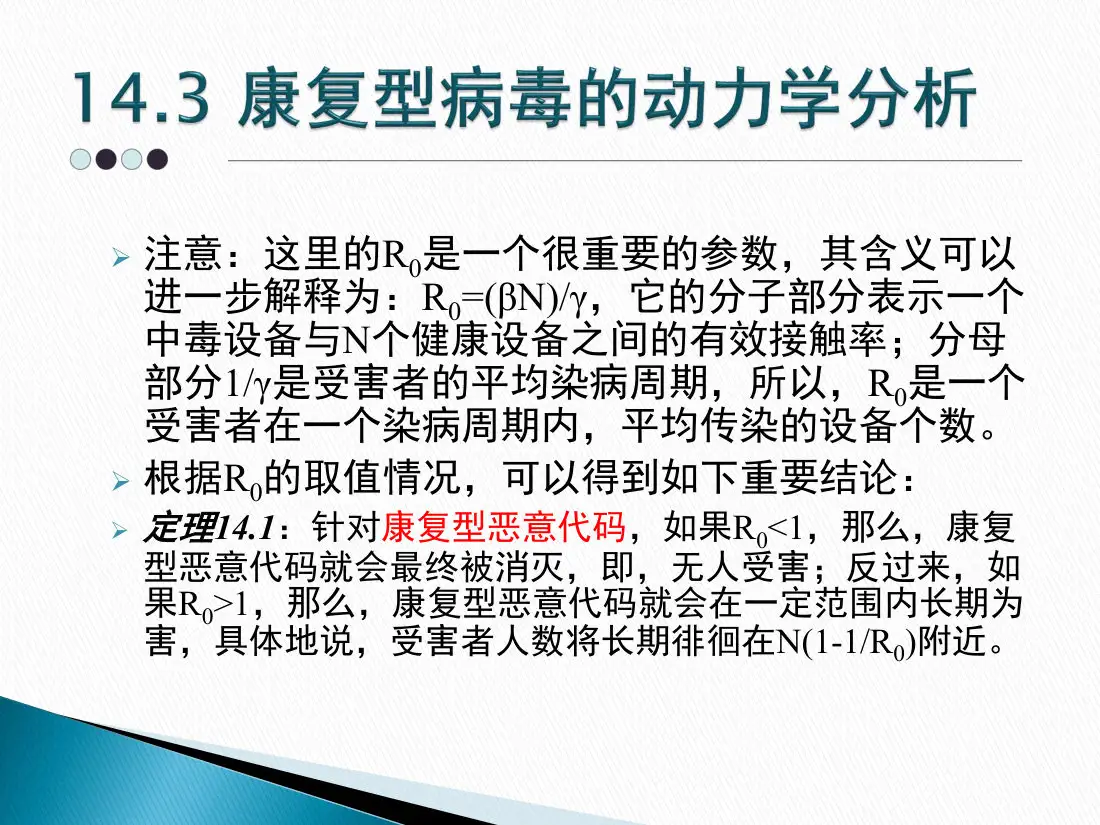 14.3 康复型病毒的动力学分析
➢ 注意：这里的R₀是一个很重要的参数，其含义可以
进一步解释为：R₀=(βN)/γ，它的分子部分表示一个
中毒设备与N个健康设备之间的有效接触率；分母
部分1/γ是受害者的平均染病周期，所以，R₀是一个
受害者在一个染病周期内，平均传染的设备个数。
➢ 根据R₀的取值情况，可以得到如下重要结论：
➢ 定理14.1：针对康复型恶意代码，如果R₀<1，那么，康复
型恶意代码就会最终被消灭，即，无人受害；反过来，如
果R₀>1，那么，康复型恶意代码就会在一定范围内长期为
害，具体地说，受害者人数将长期徘徊在N(1-1/R₀)附近。